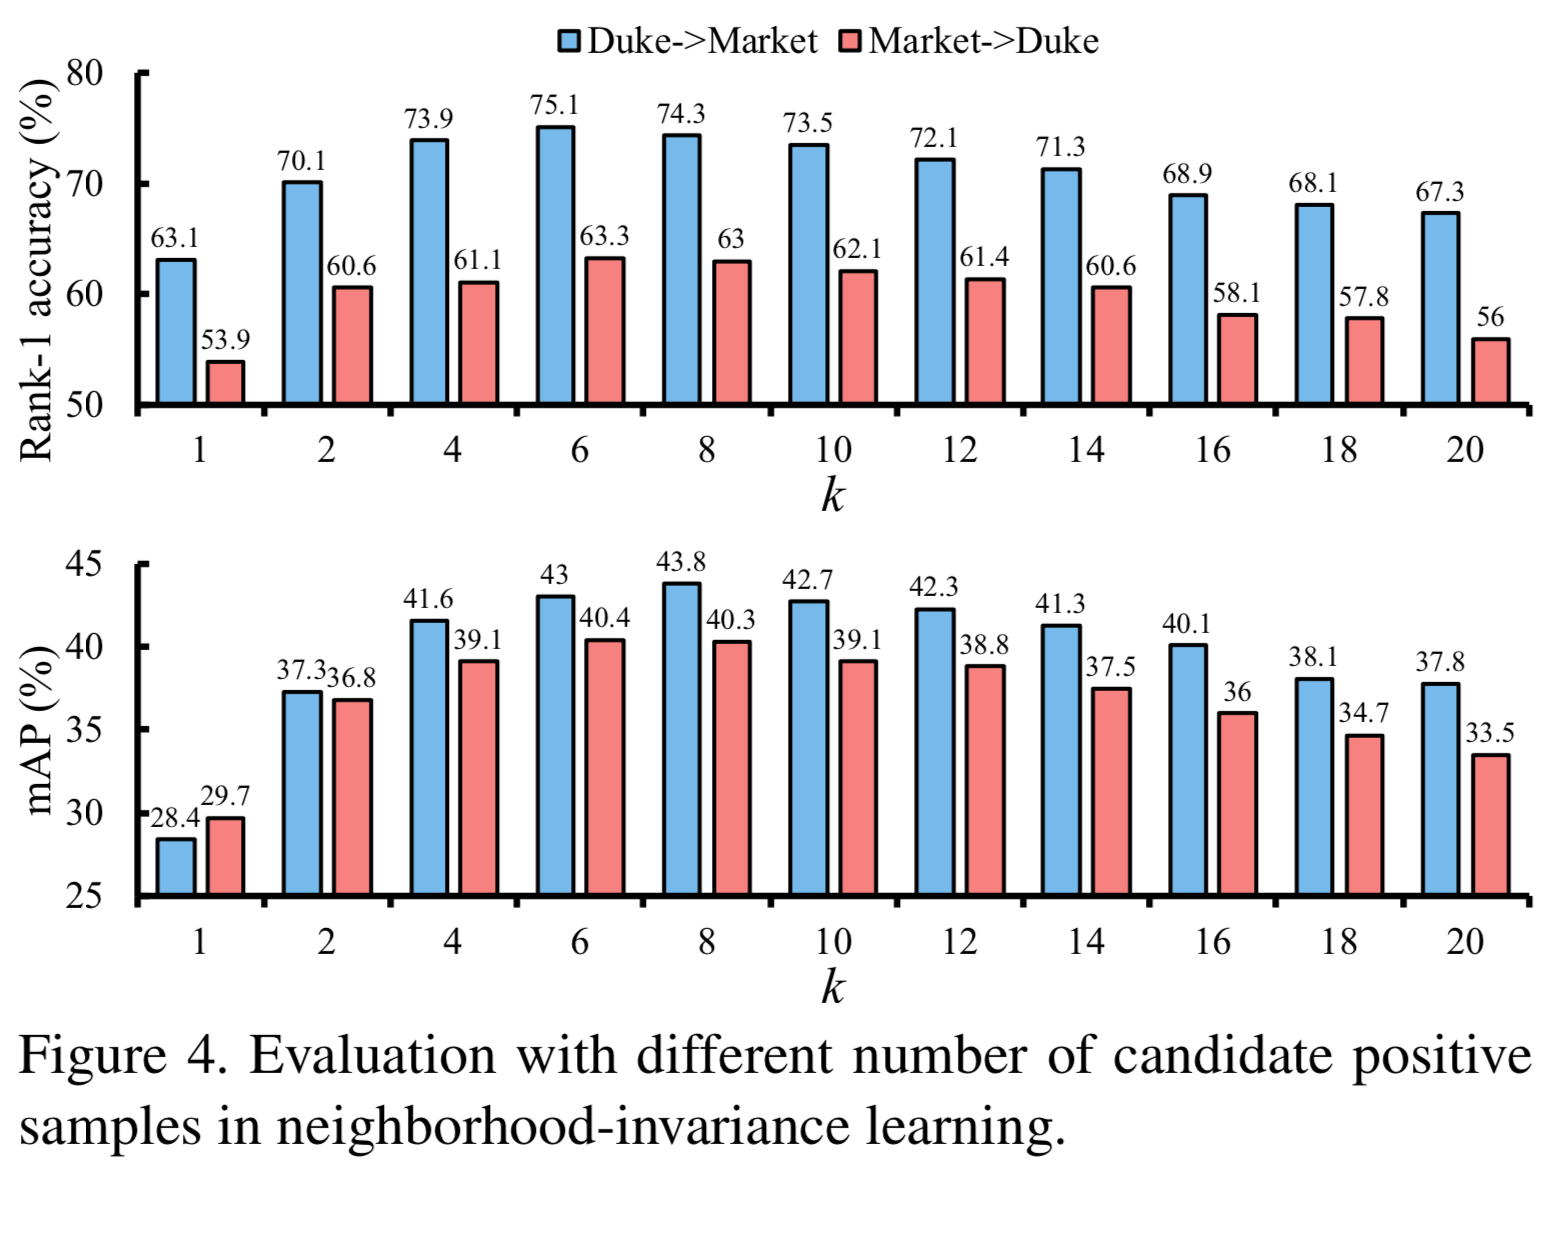 Duke->Market Market->Duke
Rank-1 accuracy (%)
80
70
60
50
63.1 53.9 70.1 60.6 73.9 61.1 75.1 63.3 74.3 63 73.5 62.1 72.1 61.4 71.3 60.6 68.9 58.1 68.1 57.8 67.3 56
1 2 4 6 8 10 12 14 16 18 20
k
mAP (%)
45
40
35
30
25
28.4 29.7 37.3 36.8 41.6 39.1 43 40.4 43.8 40.3 42.7 39.1 42.3 38.8 41.3 37.5 40.1 36 38.1 34.7 37.8 33.5
1 2 4 6 8 10 12 14 16 18 20
k
Figure 4. Evaluation with different number of candidate positive
samples in neighborhood-invariance learning.